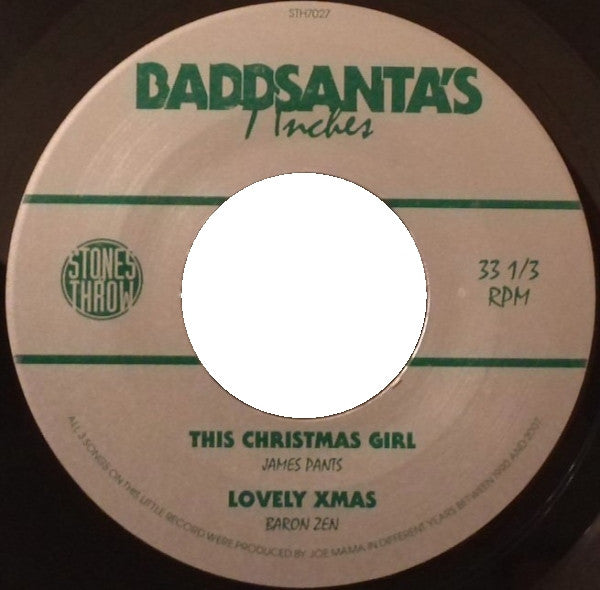 STH7027
BADDSANTA'S
7 Inches
STONES
THROW
33 1/3
RPM
THIS CHRISTMAS GIRL
JAMES PANTS
LOVELY XMAS
BARON ZEN
ALL 3 SONGS ON THIS LITTLE RECORD WERE PRODUCED BY JOE MAMA IN DIFFERENT YEARS BETWEEN 1990 AND 2007